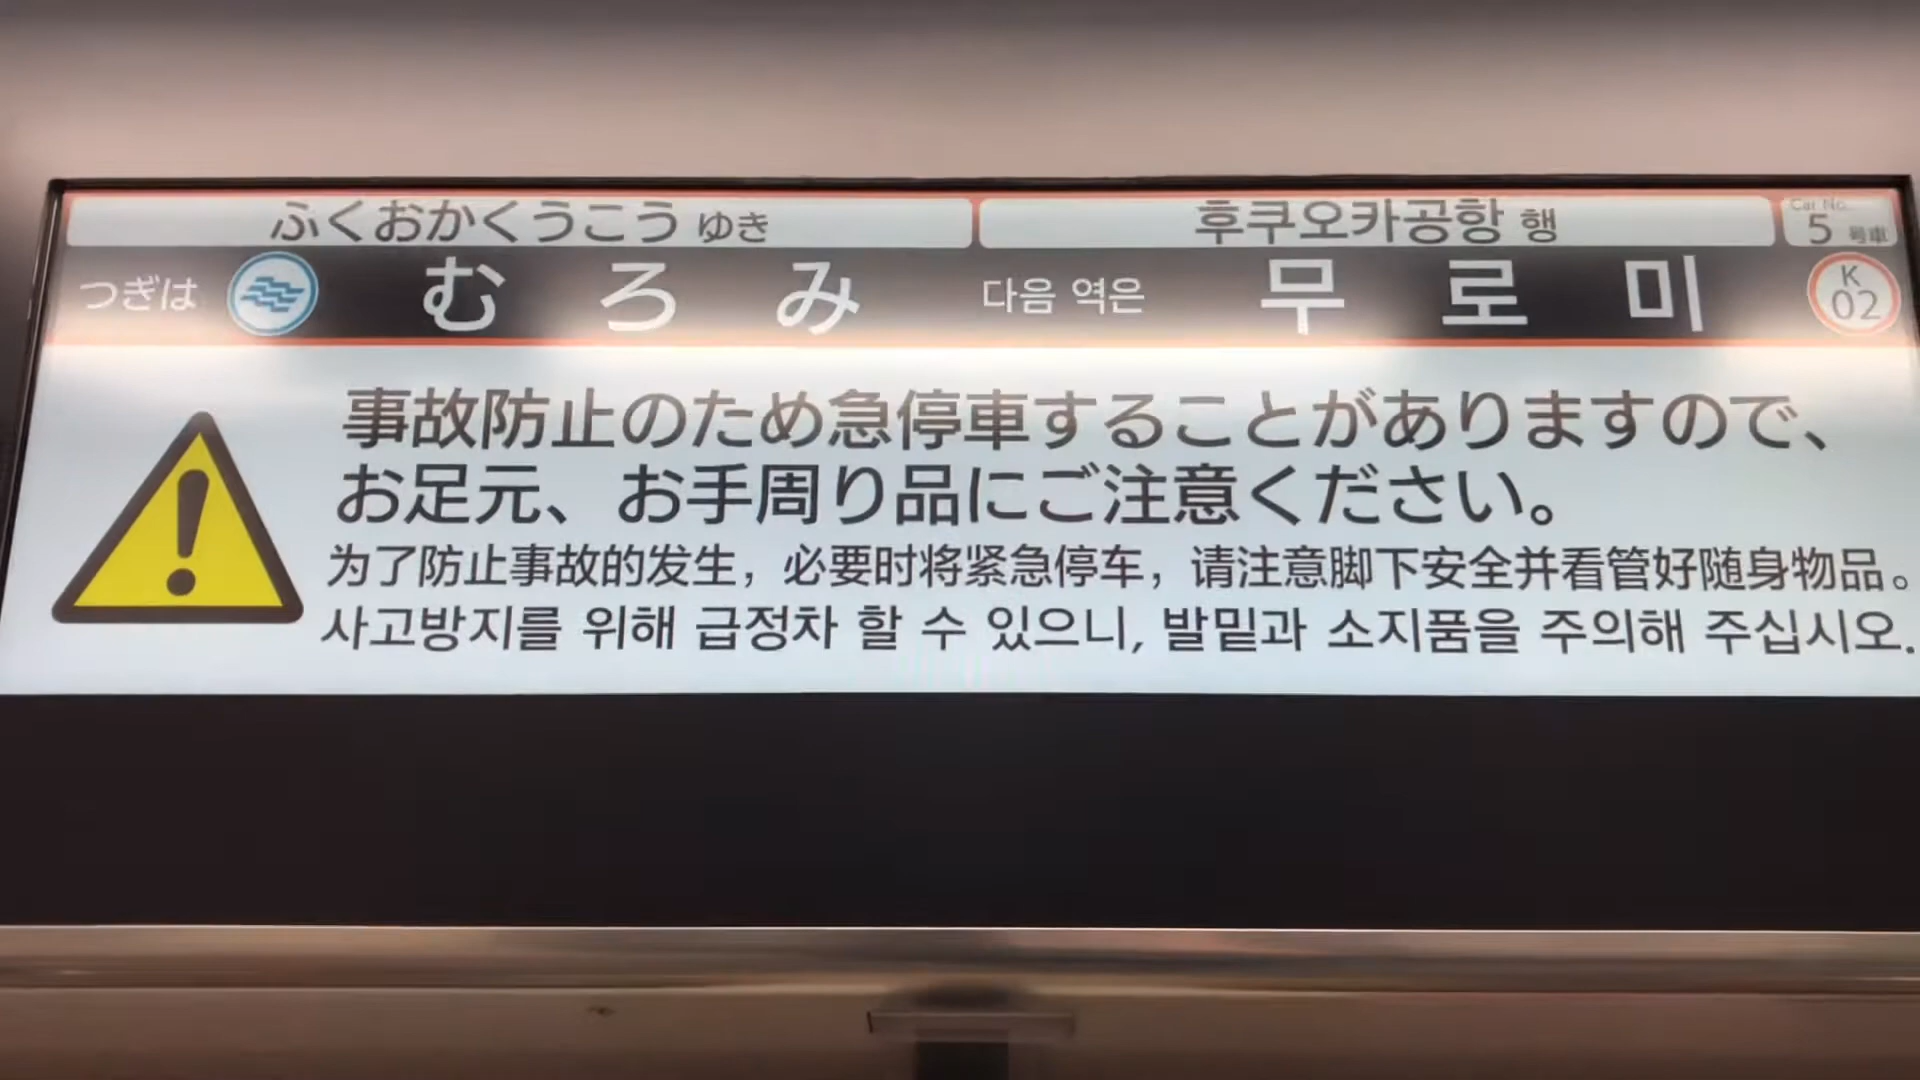 ふくおかくうこう ゆき
후쿠오카공항 행
Car No. 5 号車
つぎは むろみ
다음 역은 무로미
K 02
事故防止のため急停車することがありますので、
お足元、お手周り品にご注意ください。
为了防止事故的发生，必要时将紧急停车，请注意脚下安全并看管好随身物品。
사고방지를 위해 급정차 할 수 있으니, 발밑과 소지품을 주의해 주십시오.